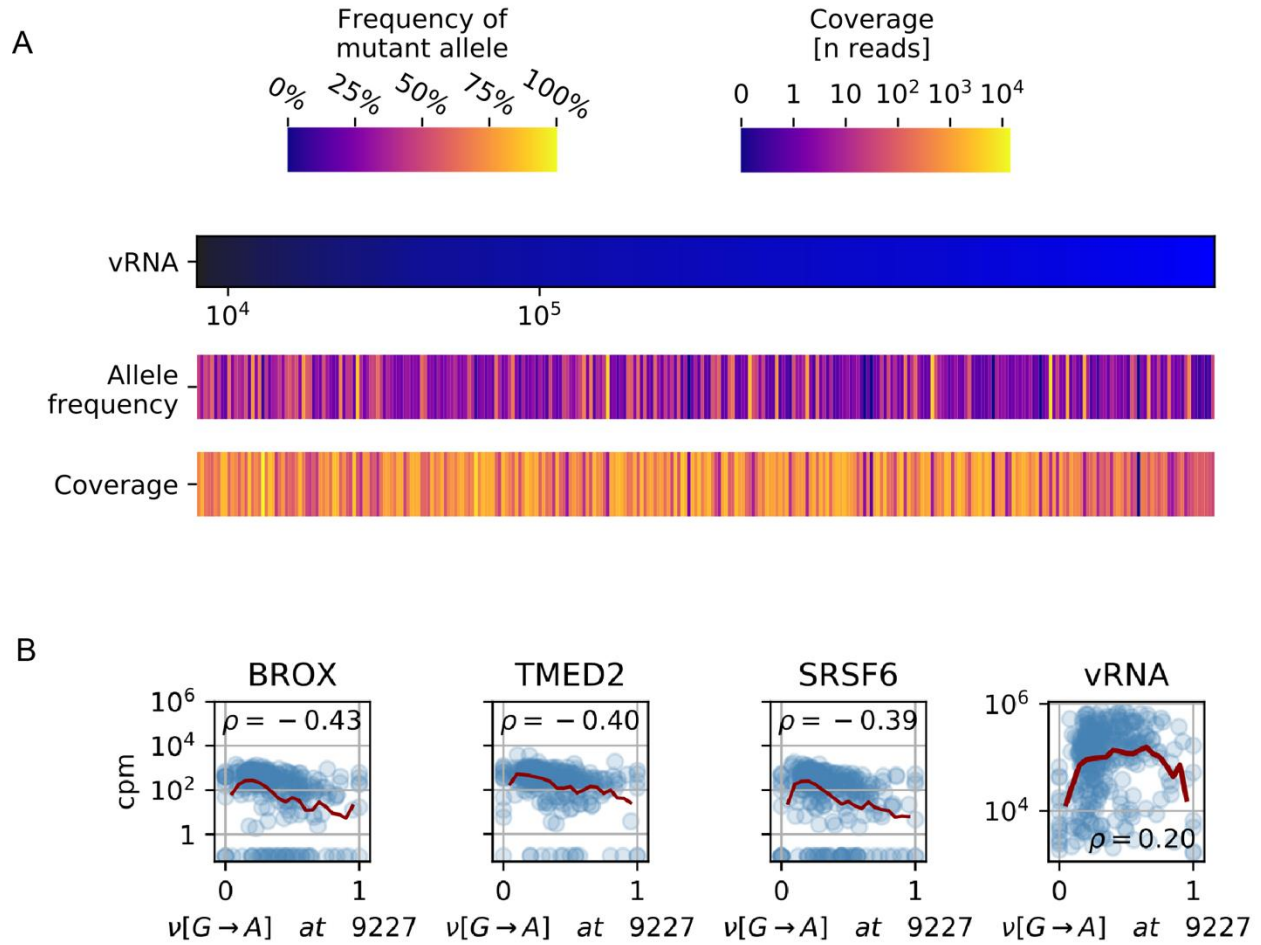 A
Frequency of
mutant allele
0% 25% 50% 75% 100%
Coverage
[n reads]
0 1 10 10² 10³ 10⁴
vRNA
10⁴ 10⁵
Allele
frequency
Coverage
B
BROX TMED2 SRSF6 vRNA
cpm
10⁶
10⁴
10²
1
ρ = − 0.43
ρ = − 0.40
ρ = − 0.39
10⁶
10⁴
ρ = 0.20
0 1 0 1 0 1 0 1
ν[G→A] at 9227 ν[G→A] at 9227 ν[G→A] at 9227 ν[G→A] at 9227